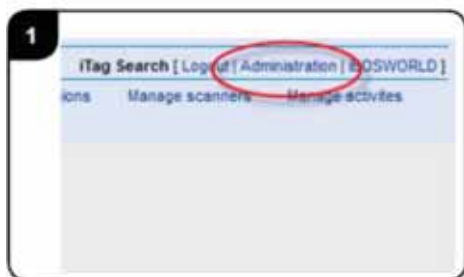 1
iTag Search [ Logout | Administration | BOSWORLD ]
ions Manage scanners Manage activites